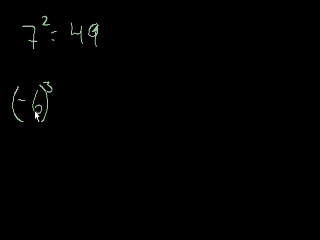 7² = 49
(-6)³